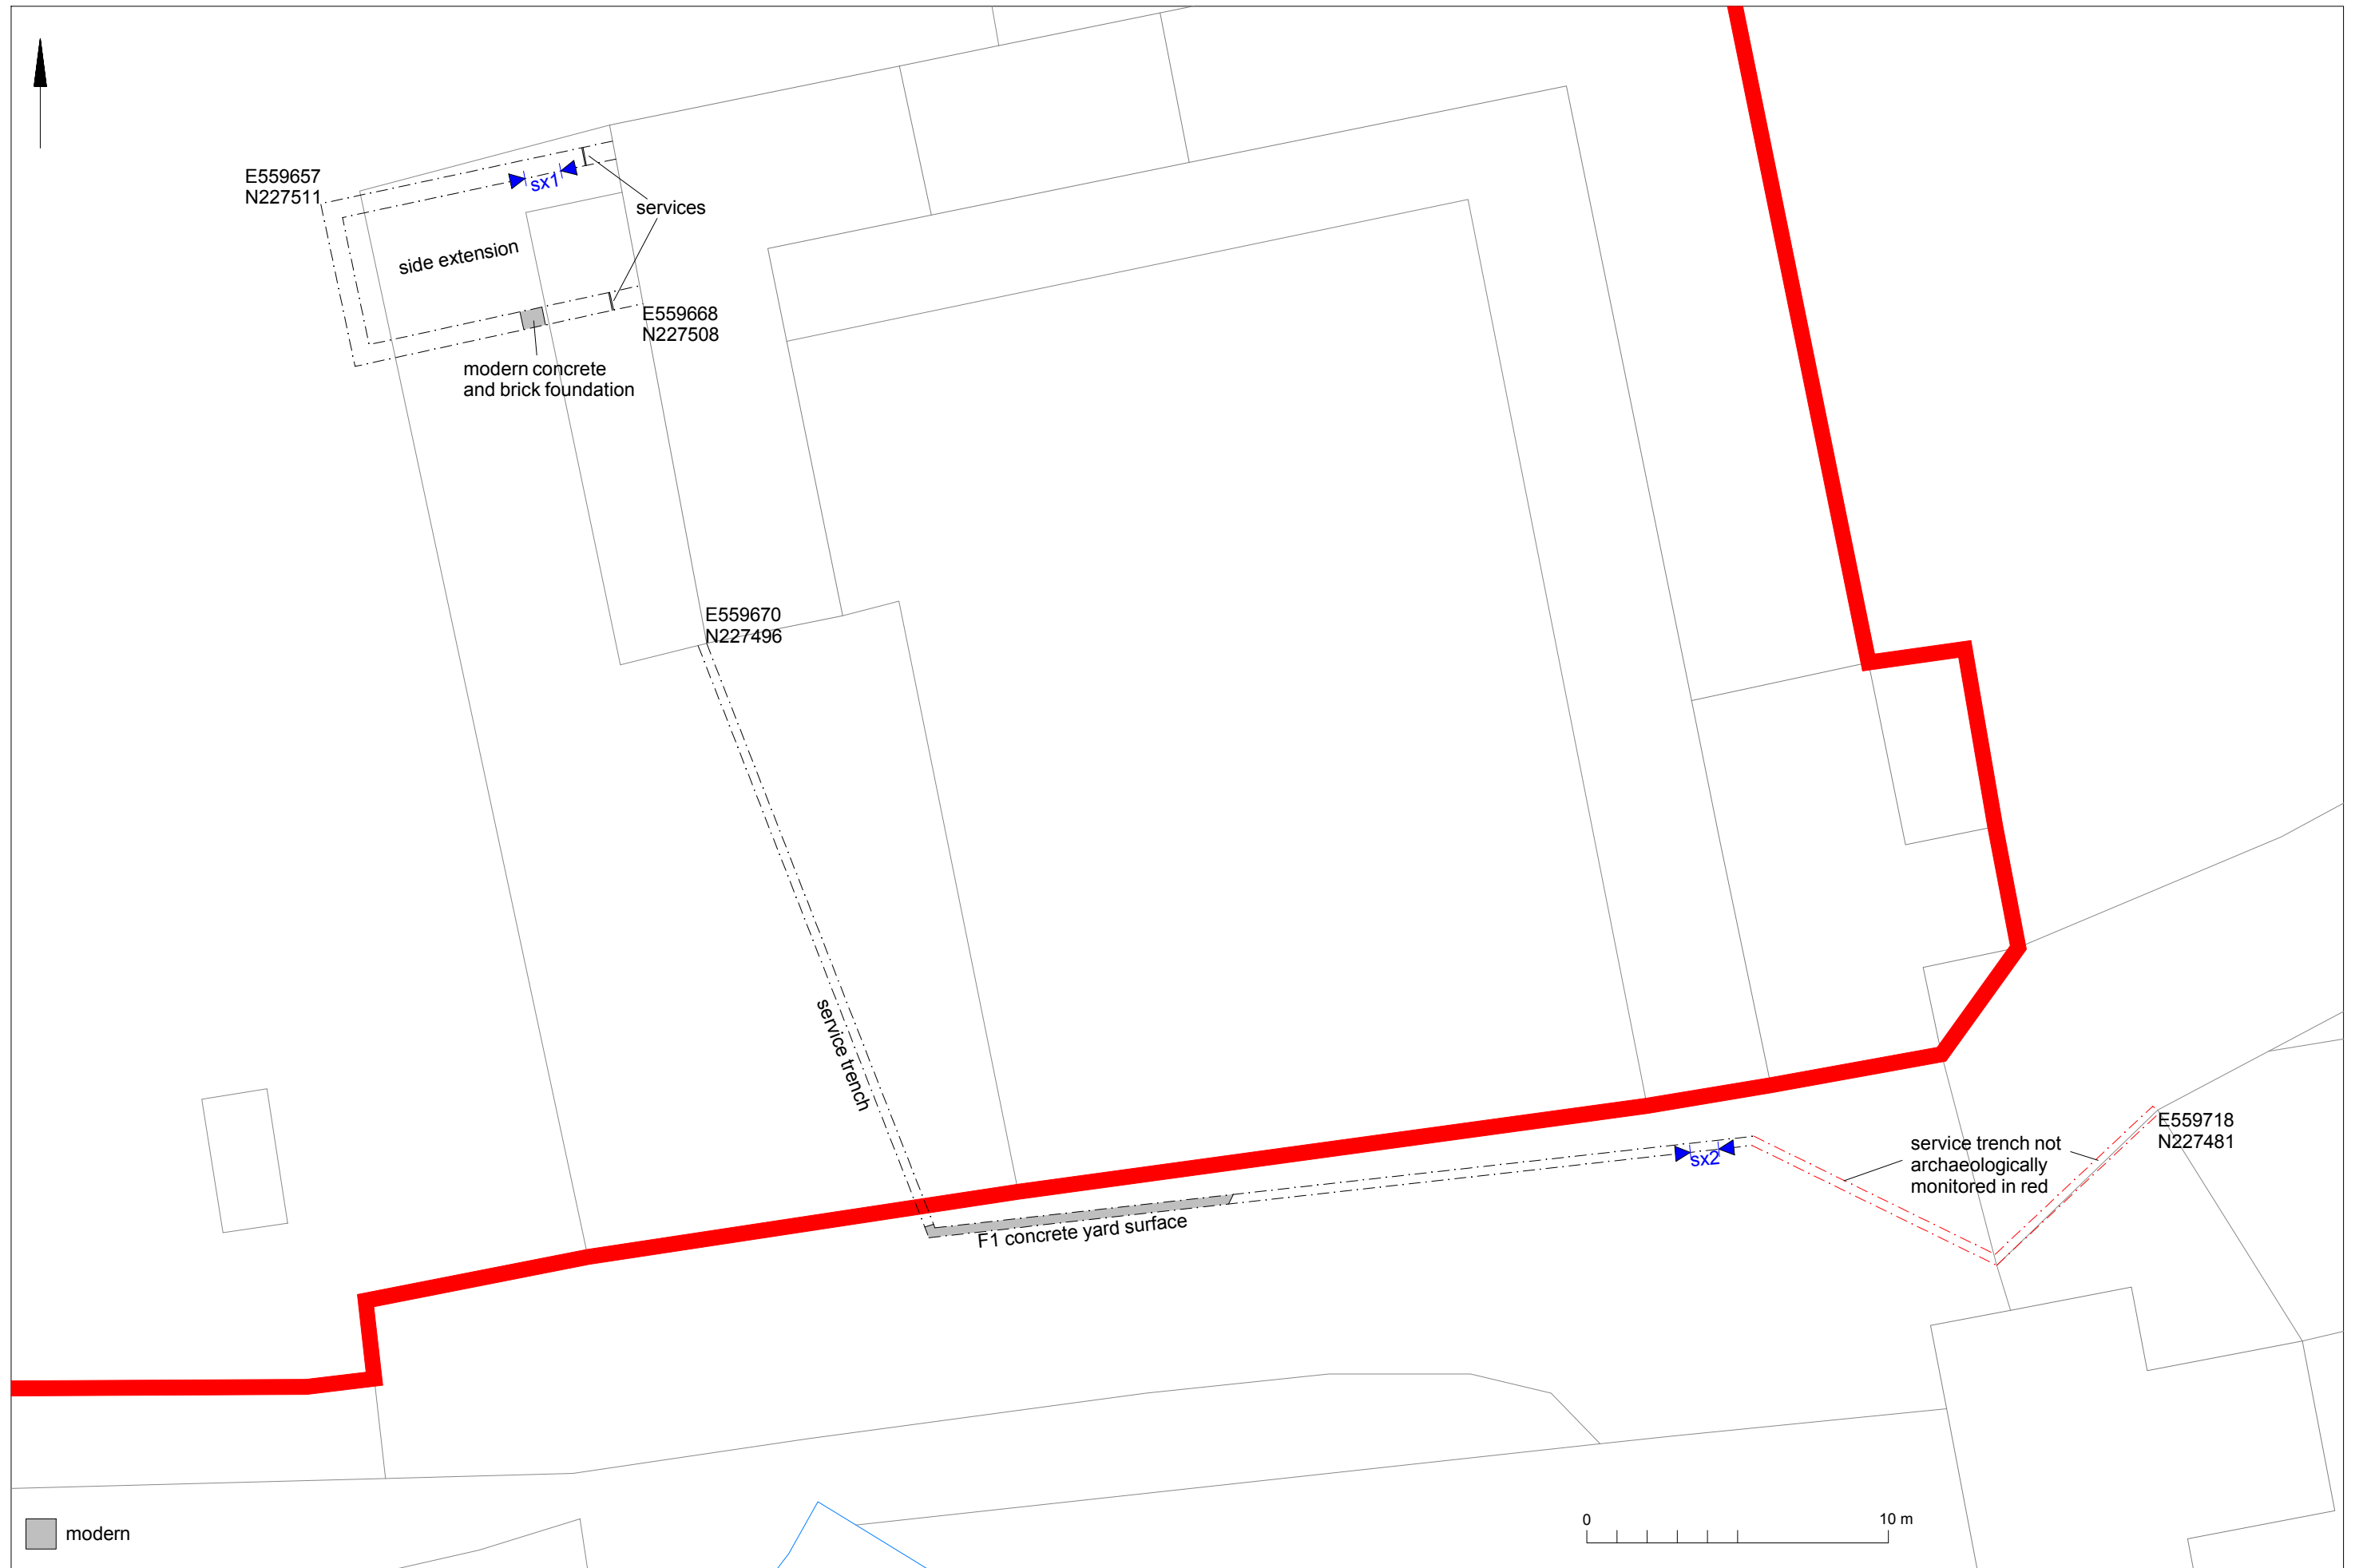 E559657
N227511
sx1
services
side extension
E559668
N227508
modern concrete
and brick foundation
E559670
N227496
service trench
E559718
N227481
service trench not
archaeologically
monitored in red
sx2
F1 concrete yard surface
modern
0
10 m